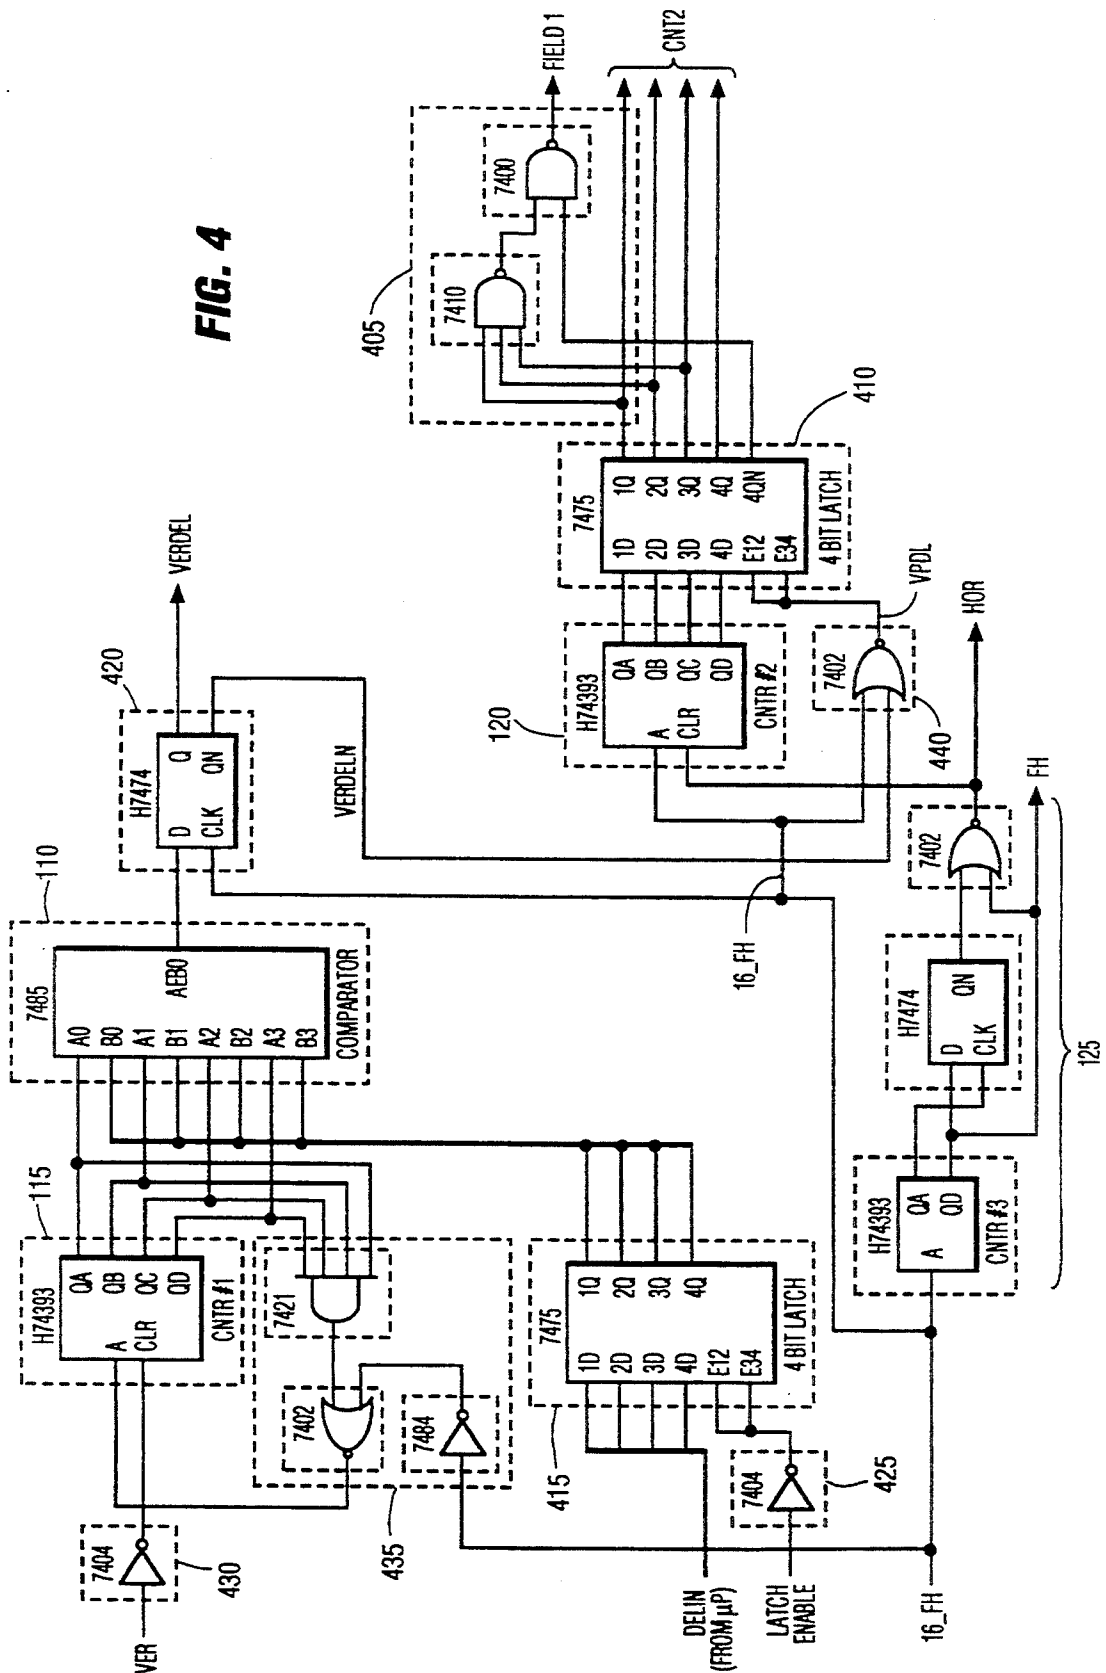 FIG. 4
VER
7404
430
H74393
A
CLR
QA
QB
QC
QD
CNTR #1
115
7421
7402
7484
435
7485
A0
B0
A1
B1
A2
B2
A3
B3
AEB0
COMPARATOR
110
H7474
D
CLK
Q
QN
420
VERDEL
VERDELN
DELIN
(FROM µP)
LATCH
ENABLE
7404
425
7475
1D
2D
3D
4D
E12
E34
1Q
2Q
3Q
4Q
4 BIT LATCH
415
16_FH
16_FH
H74393
A
QA
QD
CNTR #3
H7474
D
CLK
QN
7402
125
FH
HOR
H74393
A
CLR
QA
QB
QC
QD
CNTR #2
120
7402
440
VPDL
7475
1D
2D
3D
4D
E12
E34
1Q
2Q
3Q
4Q
4QN
4 BIT LATCH
410
405
7410
7400
FIELD 1
CNT2